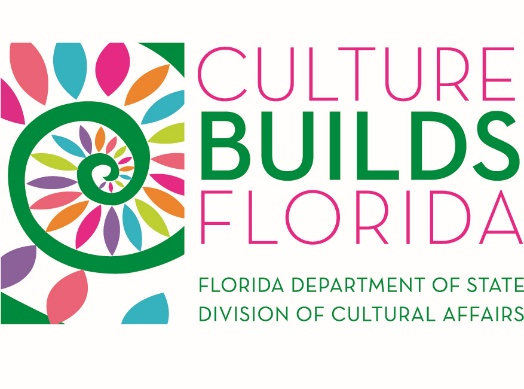 CULTURE
BUILDS
FLORIDA
FLORIDA DEPARTMENT OF STATE
DIVISION OF CULTURAL AFFAIRS